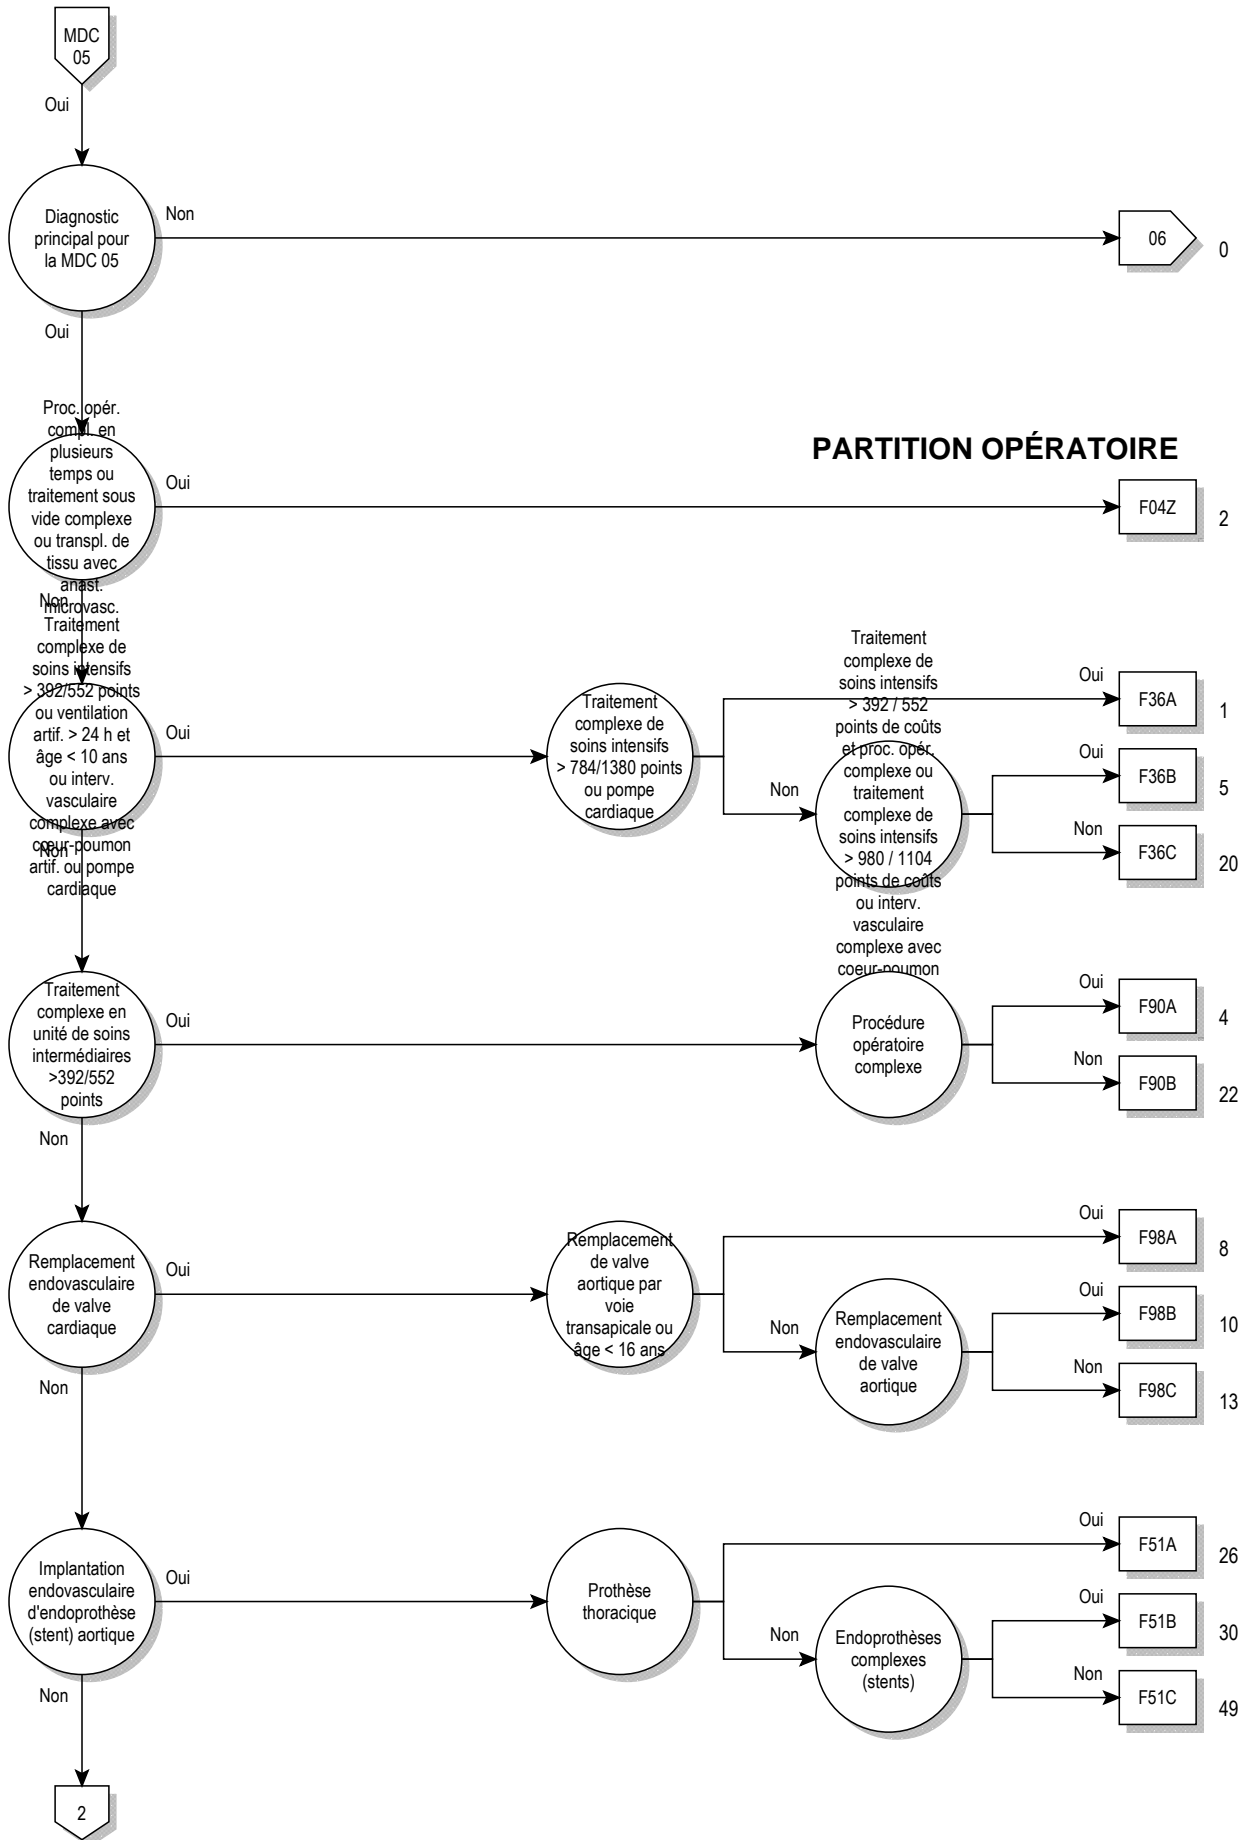 MDC
05
Oui
Diagnostic
principal pour
la MDC 05
Non
06
0
Oui
PARTITION OPÉRATOIRE
Proc. opér.
compl. en
plusieurs
temps ou
traitement sous
vide complexe
ou transpl. de
tissu avec
anast.
microvasc.
Oui
F04Z
2
Non
Traitement
complexe de
soins intensifs
> 392/552 points
ou ventilation
artif. > 24 h et
âge < 10 ans
ou interv.
vasculaire
complexe avec
cœur-poumon
artif. ou pompe
cardiaque
Oui
Traitement
complexe de
soins intensifs
> 784/1380 points
ou pompe
cardiaque
Oui
F36A
1
Non
Traitement
complexe de
soins intensifs
> 392 / 552
points de coûts
et proc. opér.
complexe ou
traitement
complexe de
soins intensifs
> 980 / 1104
points de coûts
ou interv.
vasculaire
complexe avec
coeur-poumon
Oui
F36B
5
Non
F36C
20
Non
Traitement
complexe en
unité de soins
intermédiaires
>392/552
points
Oui
Procédure
opératoire
complexe
Oui
F90A
4
Non
F90B
22
Non
Remplacement
endovasculaire
de valve
cardiaque
Oui
Remplacement
de valve
aortique par
voie
transapicale ou
âge < 16 ans
Oui
F98A
8
Non
Remplacement
endovasculaire
de valve
aortique
Oui
F98B
10
Non
F98C
13
Non
Implantation
endovasculaire
d'endoprothèse
(stent) aortique
Oui
Prothèse
thoracique
Oui
F51A
26
Non
Endoprothèses
complexes
(stents)
Oui
F51B
30
Non
F51C
49
Non
2